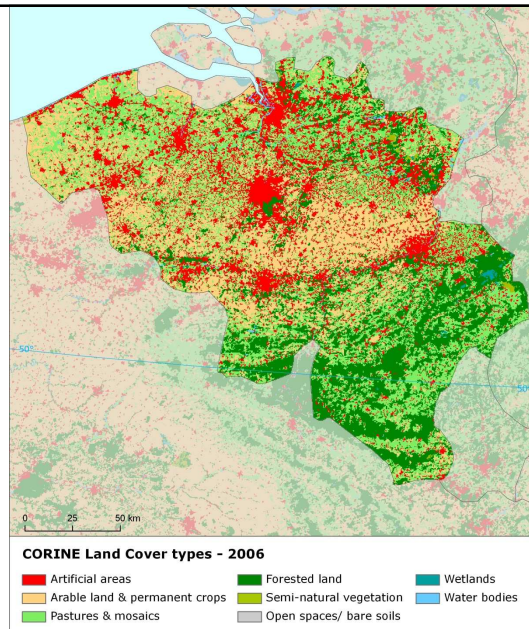 50°
50°
0 25 50 km
CORINE Land Cover types - 2006
Artificial areas
Arable land & permanent crops
Pastures & mosaics
Forested land
Semi-natural vegetation
Open spaces/ bare soils
Wetlands
Water bodies